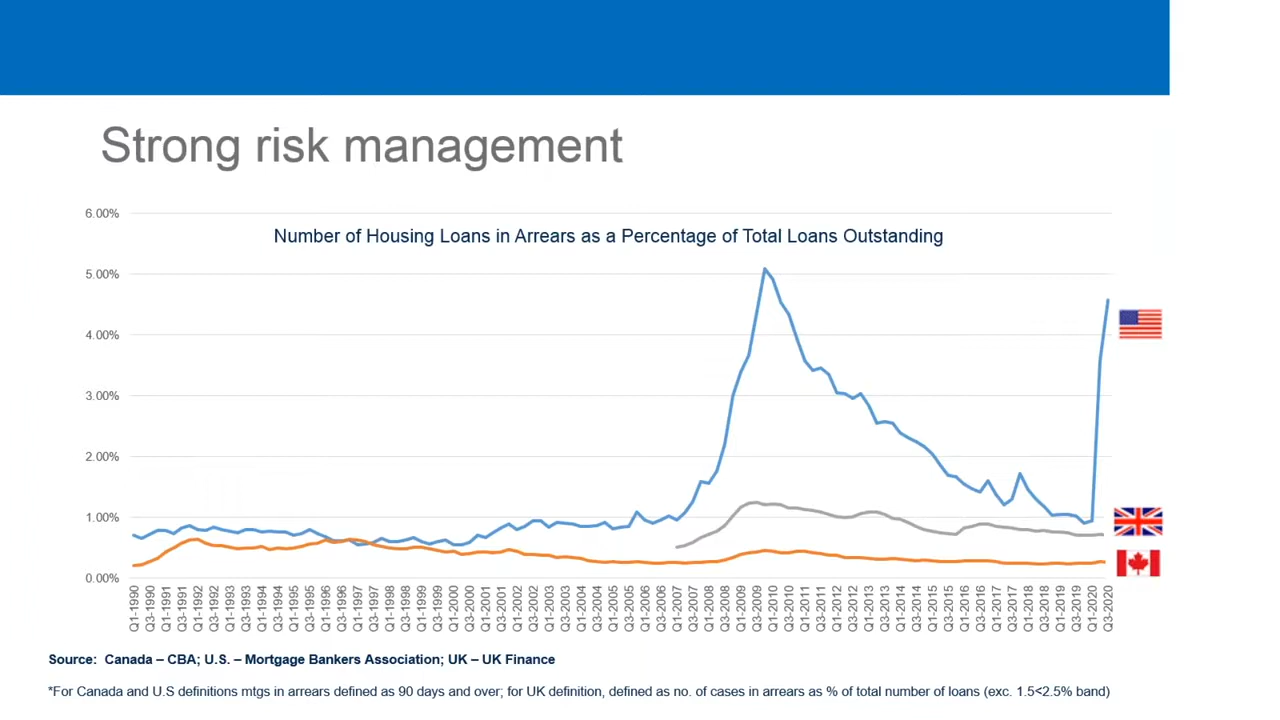 Strong risk management
Number of Housing Loans in Arrears as a Percentage of Total Loans Outstanding
6.00%
5.00%
4.00%
3.00%
2.00%
1.00%
0.00%
Q1-1990
Q3-1990
Q1-1991
Q3-1991
Q1-1992
Q3-1992
Q1-1993
Q3-1993
Q1-1994
Q3-1994
Q1-1995
Q3-1995
Q1-1996
Q3-1996
Q1-1997
Q3-1997
Q1-1998
Q3-1998
Q1-1999
Q3-1999
Q1-2000
Q3-2000
Q1-2001
Q3-2001
Q1-2002
Q3-2002
Q1-2003
Q3-2003
Q1-2004
Q3-2004
Q1-2005
Q3-2005
Q1-2006
Q3-2006
Q1-2007
Q3-2007
Q1-2008
Q3-2008
Q1-2009
Q3-2009
Q1-2010
Q3-2010
Q1-2011
Q3-2011
Q1-2012
Q3-2012
Q1-2013
Q3-2013
Q1-2014
Q3-2014
Q1-2015
Q3-2015
Q1-2016
Q3-2016
Q1-2017
Q3-2017
Q1-2018
Q3-2018
Q1-2019
Q3-2019
Q1-2020
Q3-2020
Source: Canada – CBA; U.S. – Mortgage Bankers Association; UK – UK Finance
*For Canada and U.S definitions mtgs in arrears defined as 90 days and over; for UK definition, defined as no. of cases in arrears as % of total number of loans (exc. 1.5<2.5% band)